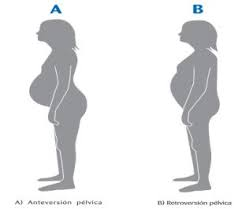 A
B
A) Anteversión pélvica
B) Retroversión pélvica